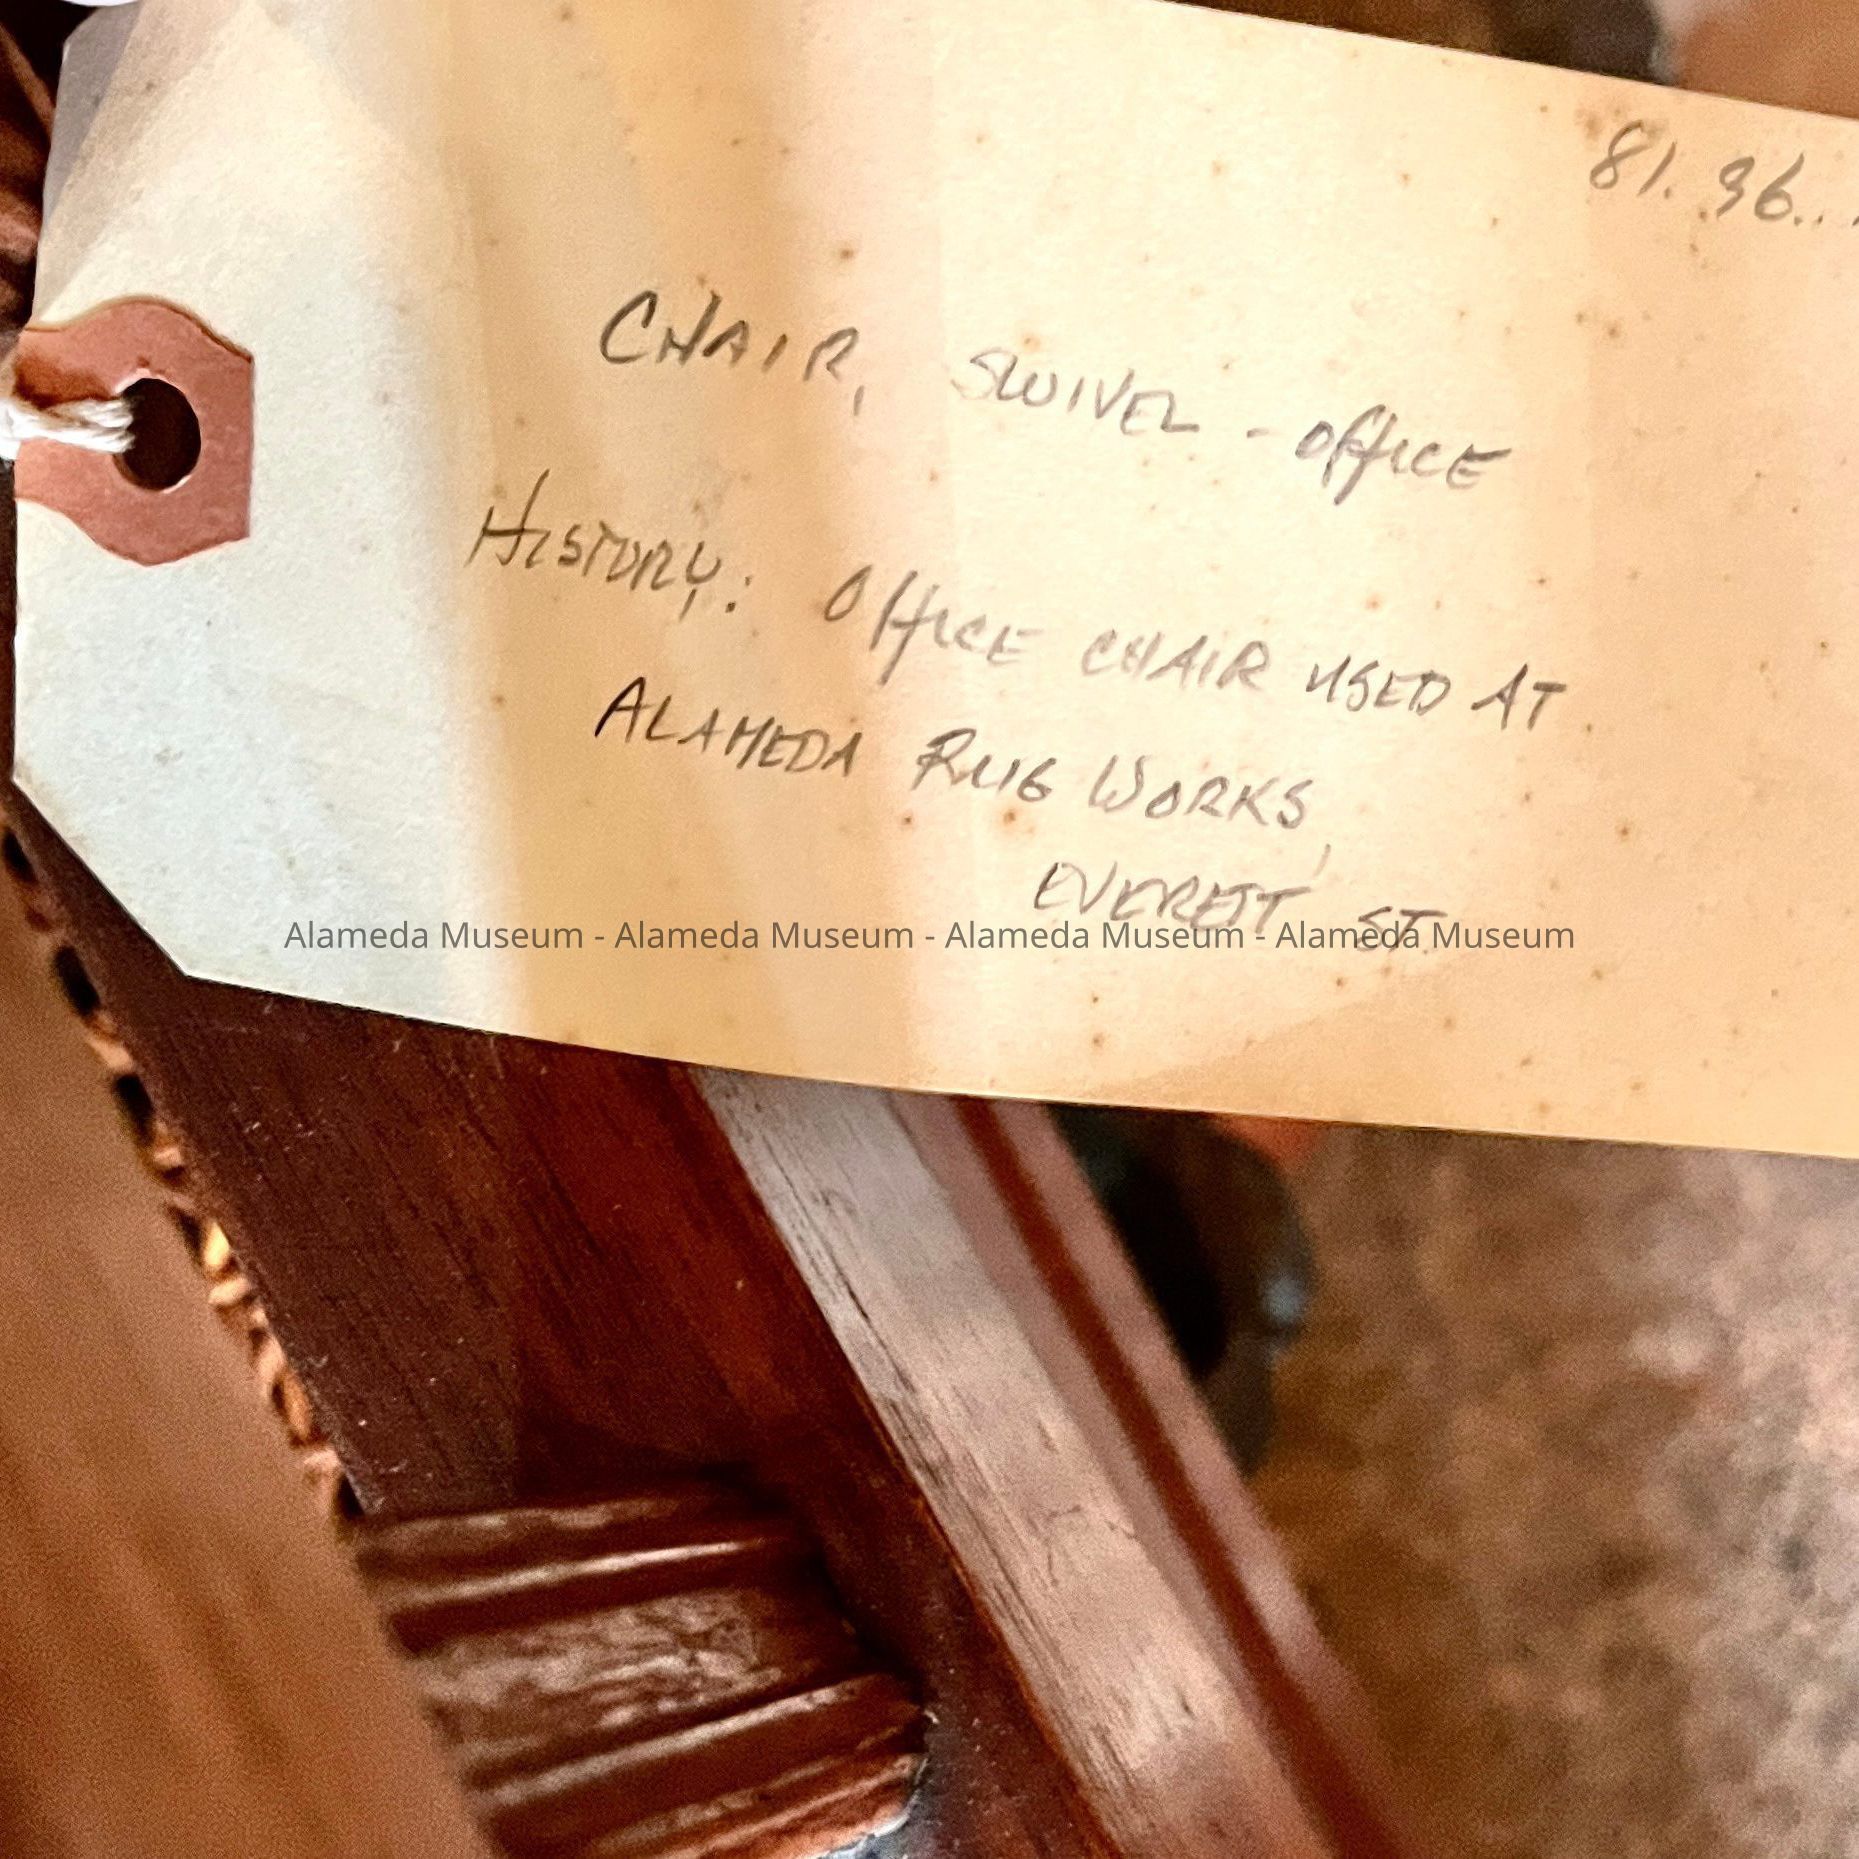 81.96..
CHAIR, SWIVEL - OFFICE
HISTORY: OFFICE CHAIR USED AT
ALAMEDA RUG WORKS,
EVERETT ST.
Alameda Museum - Alameda Museum - Alameda Museum - Alameda Museum